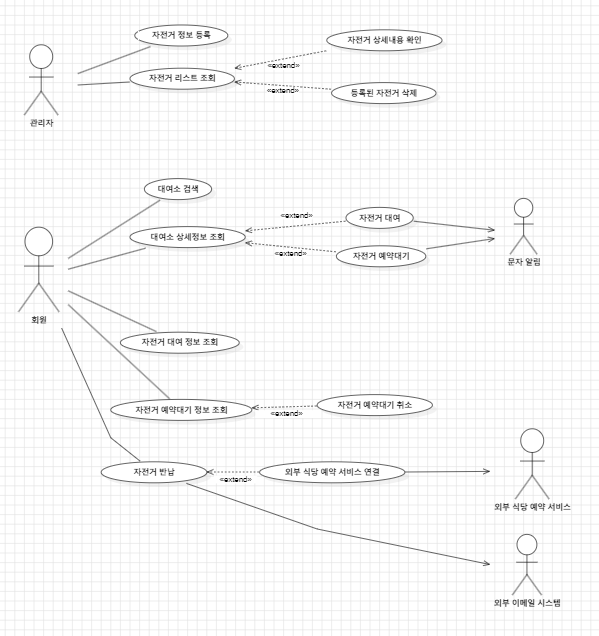 자전거 정보 등록
자전거 상세내용 확인
«extend»
자전거 리스트 조회
«extend»
등록된 자전거 삭제
관리자
대여소 검색
«extend»
자전거 대여
대여소 상세정보 조회
«extend»
자전거 예약대기
문자 알림
회원
자전거 대여 정보 조회
자전거 예약대기 정보 조회
«extend»
자전거 예약대기 취소
자전거 반납
«extend»
외부 식당 예약 서비스 연결
외부 식당 예약 서비스
외부 이메일 시스템